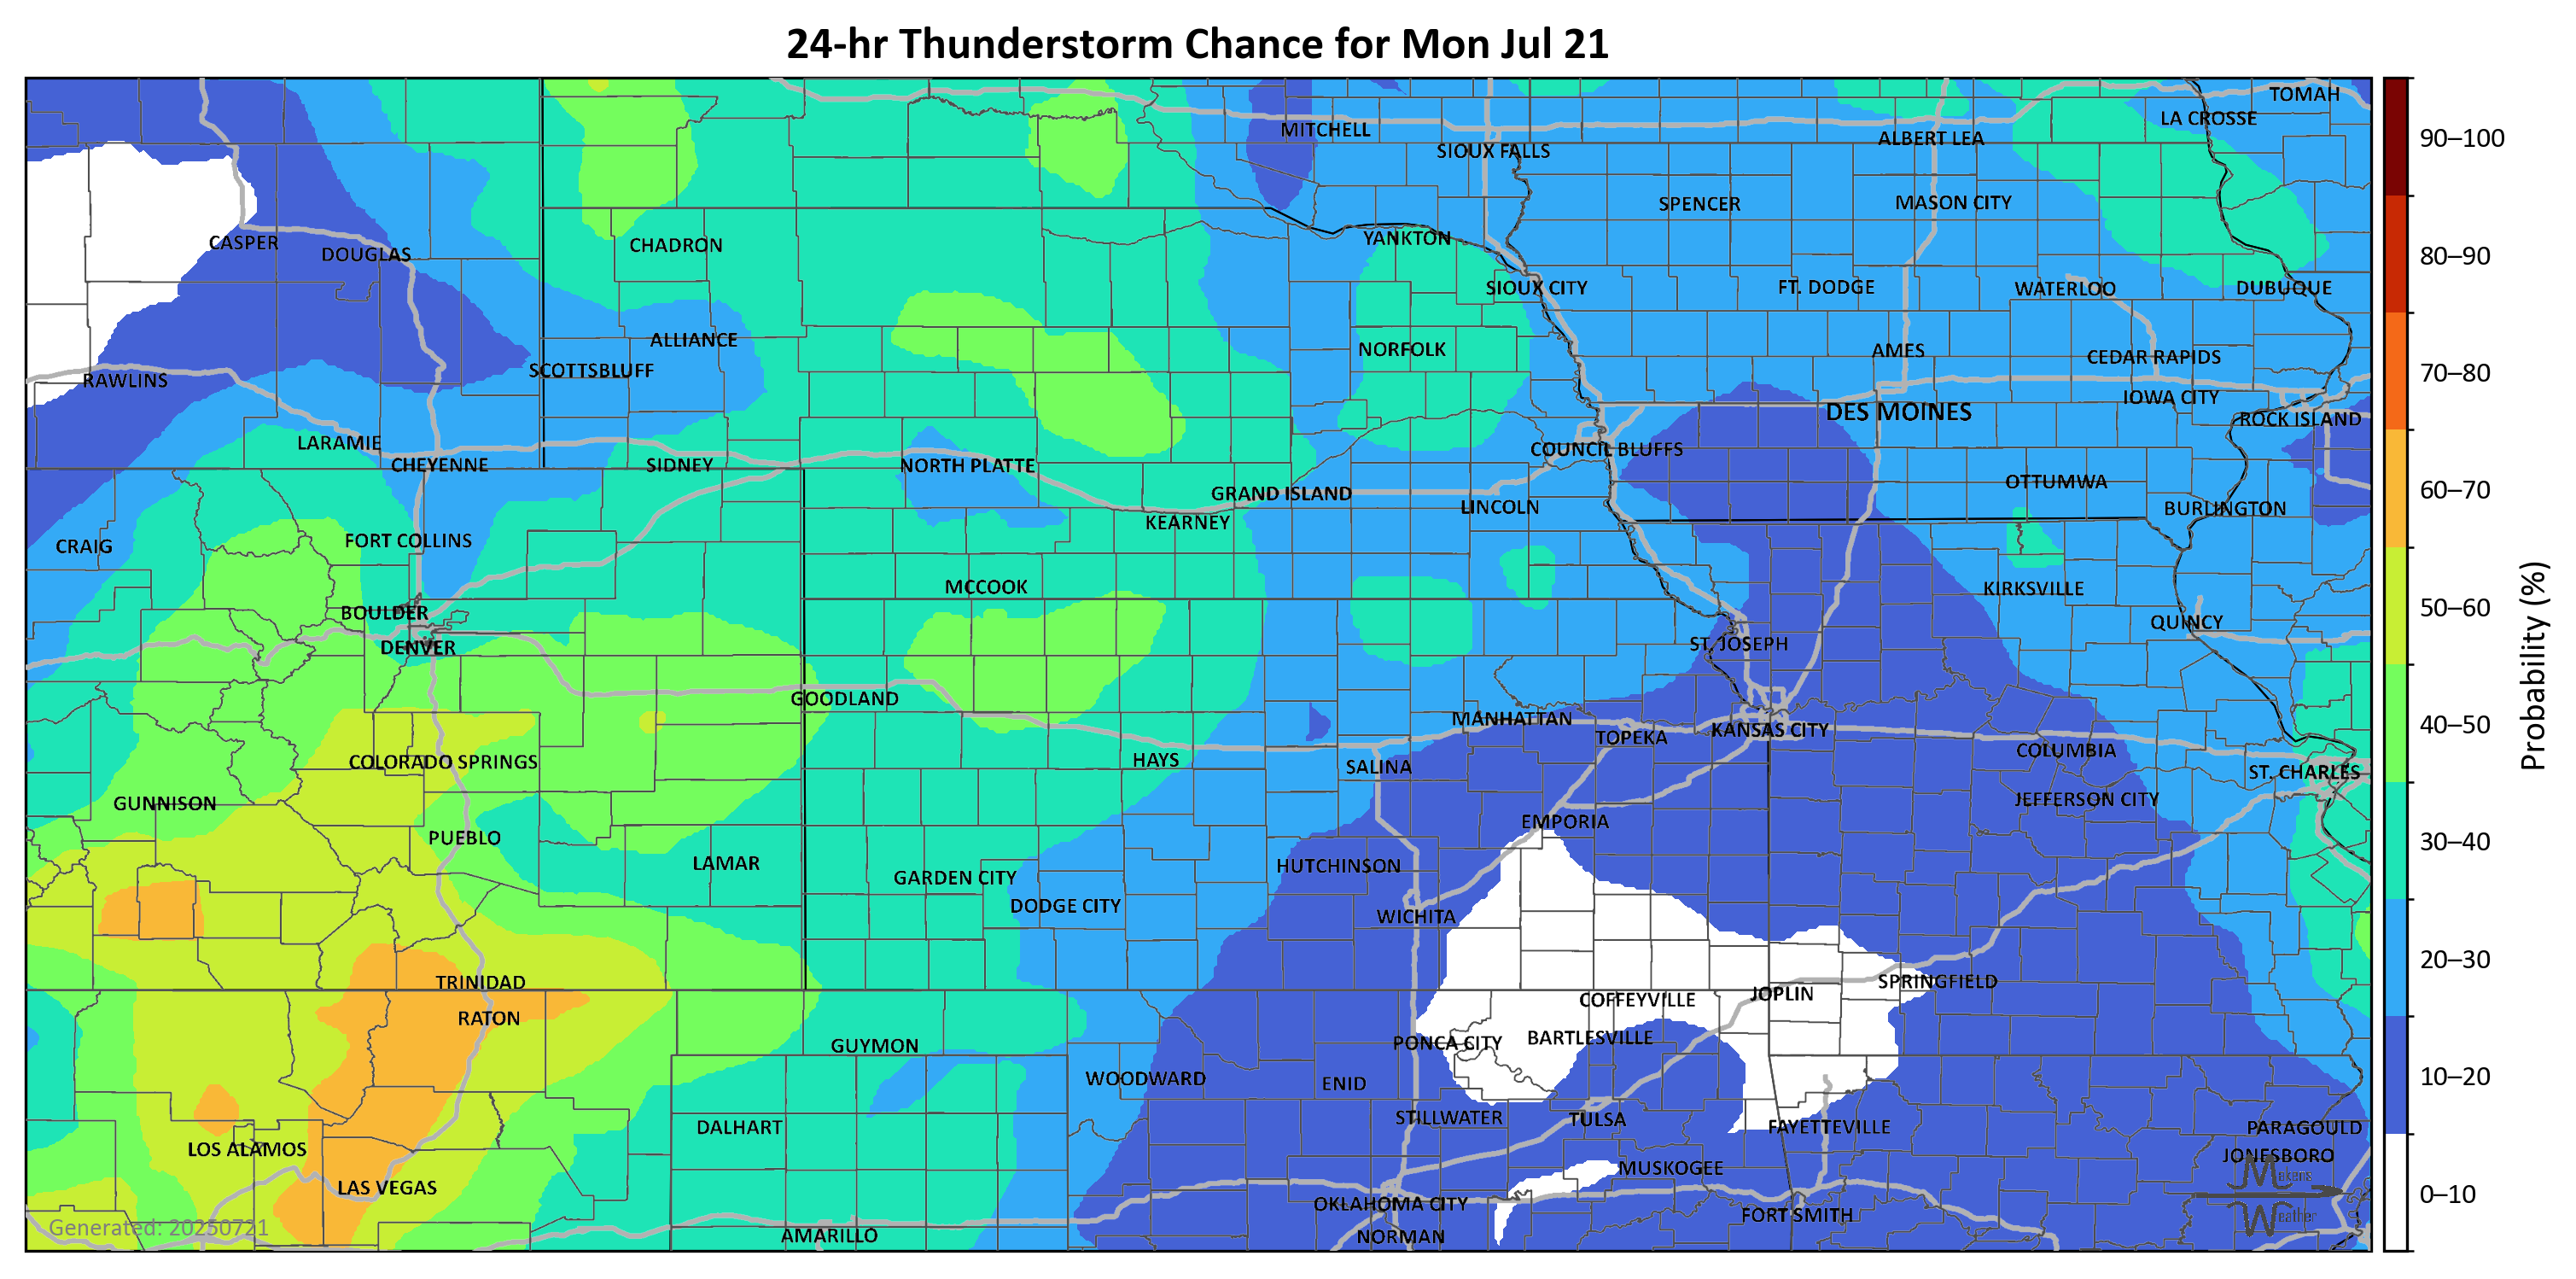 24-hr Thunderstorm Chance for Mon Jul 21
TOMAH
LA CROSSE
MITCHELL
ALBERT LEA
SIOUX FALLS
SPENCER
MASON CITY
YANKTON
CASPER
CHADRON
DOUGLAS
SIOUX CITY
FT. DODGE
WATERLOO
DUBUQUE
ALLIANCE
NORFOLK
AMES
CEDAR RAPIDS
SCOTTSBLUFF
RAWLINS
IOWA CITY
DES MOINES
ROCK ISLAND
LARAMIE
COUNCIL BLUFFS
CHEYENNE
SIDNEY
NORTH PLATTE
OTTUMWA
GRAND ISLAND
LINCOLN
BURLINGTON
KEARNEY
FORT COLLINS
CRAIG
MCCOOK
KIRKSVILLE
BOULDER
QUINCY
DENVER
ST. JOSEPH
GOODLAND
MANHATTAN
KANSAS CITY
TOPEKA
COLUMBIA
COLORADO SPRINGS
HAYS
SALINA
ST. CHARLES
GUNNISON
JEFFERSON CITY
EMPORIA
PUEBLO
LAMAR
HUTCHINSON
GARDEN CITY
DODGE CITY
WICHITA
TRINIDAD
SPRINGFIELD
JOPLIN
COFFEYVILLE
RATON
BARTLESVILLE
PONCA CITY
GUYMON
WOODWARD
ENID
STILLWATER
TULSA
DALHART
FAYETTEVILLE
PARAGOULD
LOS ALAMOS
JONESBORO
MUSKOGEE
LAS VEGAS
OKLAHOMA CITY
FORT SMITH
AMARILLO
NORMAN
Generated: 20250721
Mekers
Weather
90–100
80–90
70–80
60–70
50–60
40–50
30–40
20–30
10–20
0–10
Probability (%)